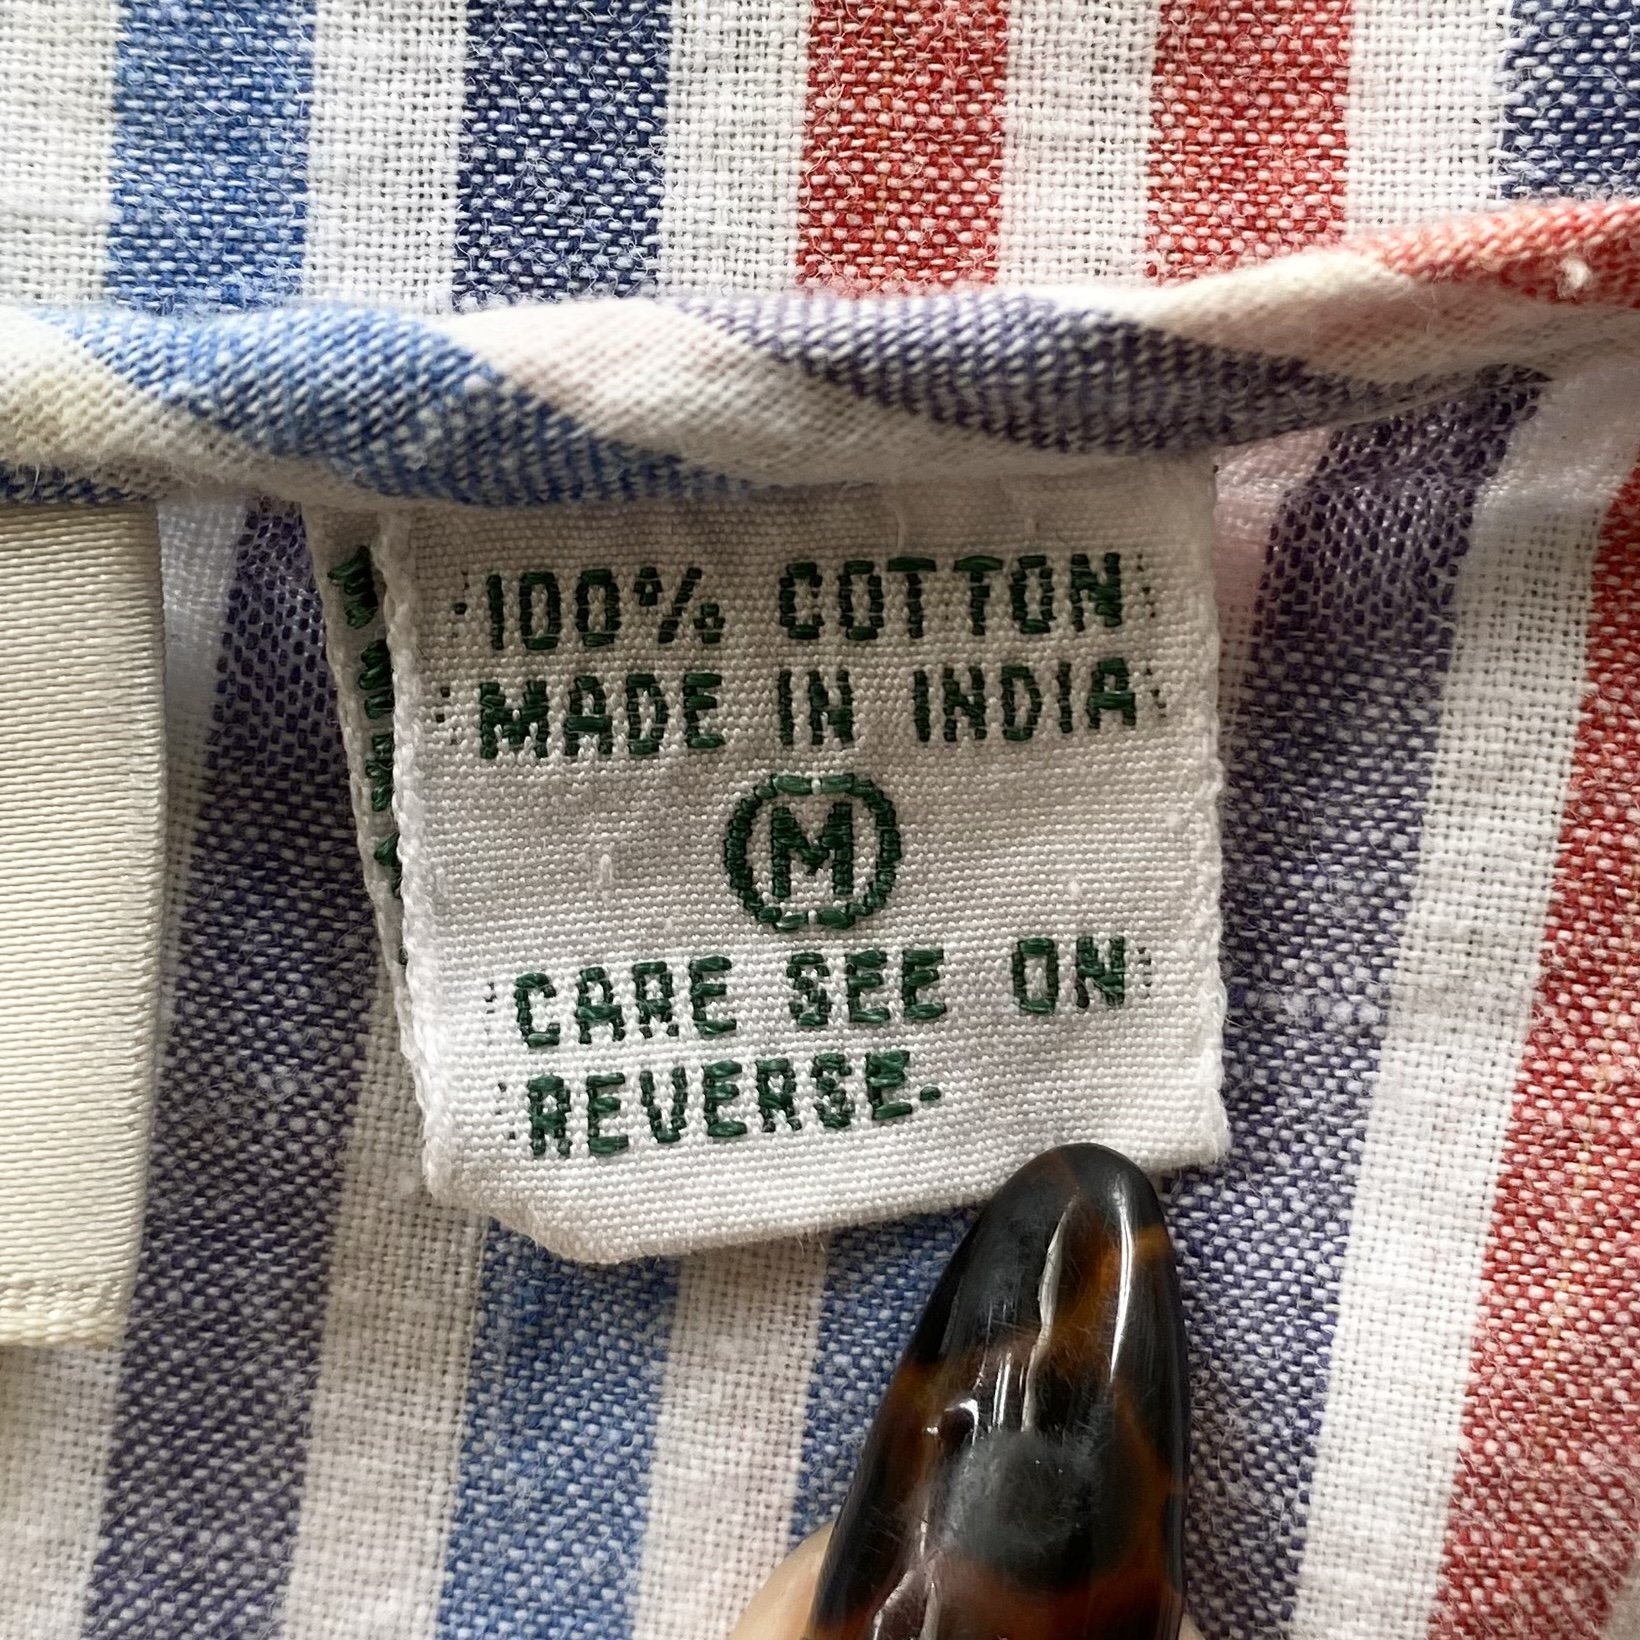 100% COTTON
MADE IN INDIA
M
CARE SEE ON
REVERSE.